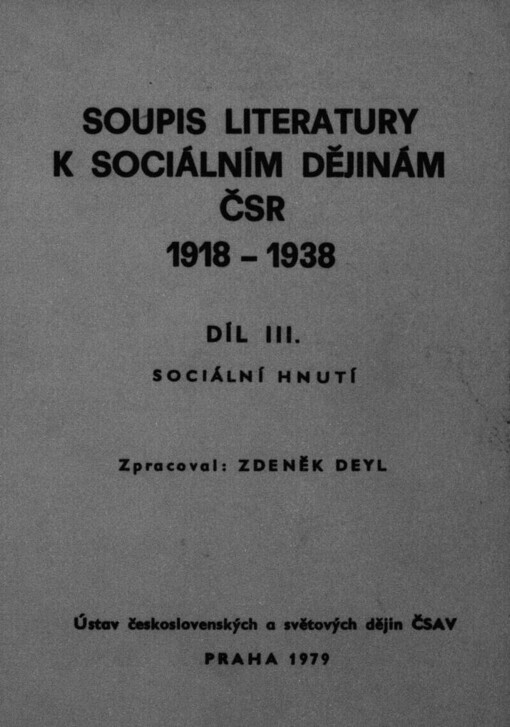 SOUPIS LITERATURY
K SOCIÁLNÍM DĚJINÁM
ČSR
1918 – 1938
DÍL III.
SOCIÁLNÍ HNUTÍ
Zpracoval: ZDENĚK DEYL
Ústav československých a světových dějin ČSAV
PRAHA 1979